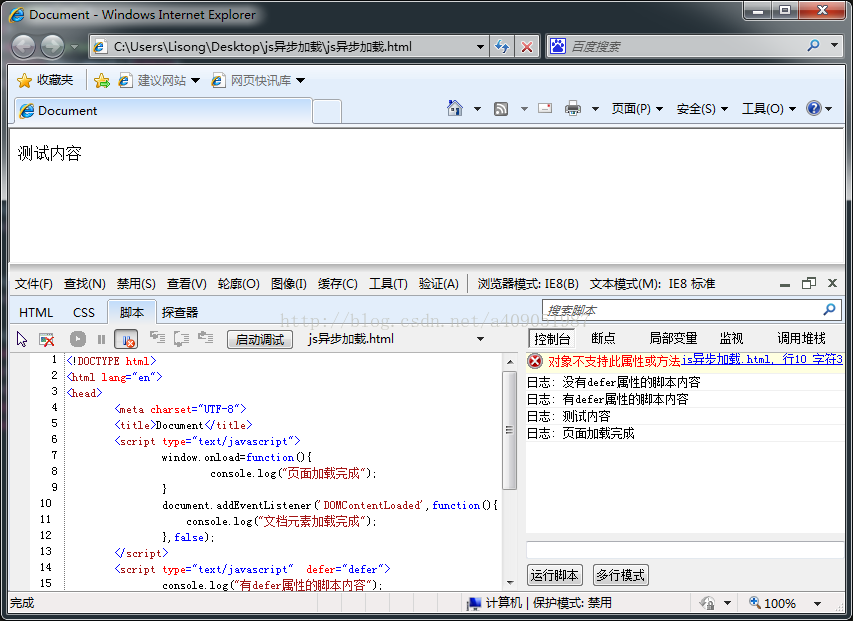 Document - Windows Internet Explorer
C:\Users\Lisong\Desktop\js异步加载\js异步加载.html
百度搜索
收藏夹 建议网站 网页快讯库
Document
页面(P) 安全(S) 工具(O)
测试内容
文件(F) 查找(N) 禁用(S) 查看(V) 轮廓(O) 图像(I) 缓存(C) 工具(T) 验证(A) 浏览器模式: IE8(B) 文本模式(M): IE8 标准
HTML CSS 脚本 探查器
搜索脚本
启动调试 js异步加载.html
控制台 断点 局部变量 监视 调用堆栈
1 <!DOCTYPE html>
2 <html lang="en">
3 <head>
4 <meta charset="UTF-8">
5 <title>Document</title>
6 <script type="text/javascript">
7 window.onload=function(){
8 console.log("页面加载完成");
9 }
10 document.addEventListener('DOMContentLoaded',function(){
11 console.log("文档元素加载完成");
12 },false);
13 </script>
14 <script type="text/javascript" defer="defer">
15 console.log("有defer属性的脚本内容");
对象不支持此属性或方法 js异步加载.html, 行10 字符3
日志: 没有defer属性的脚本内容
日志: 有defer属性的脚本内容
日志: 测试内容
日志: 页面加载完成
运行脚本 多行模式
完成
计算机 | 保护模式: 禁用
100%